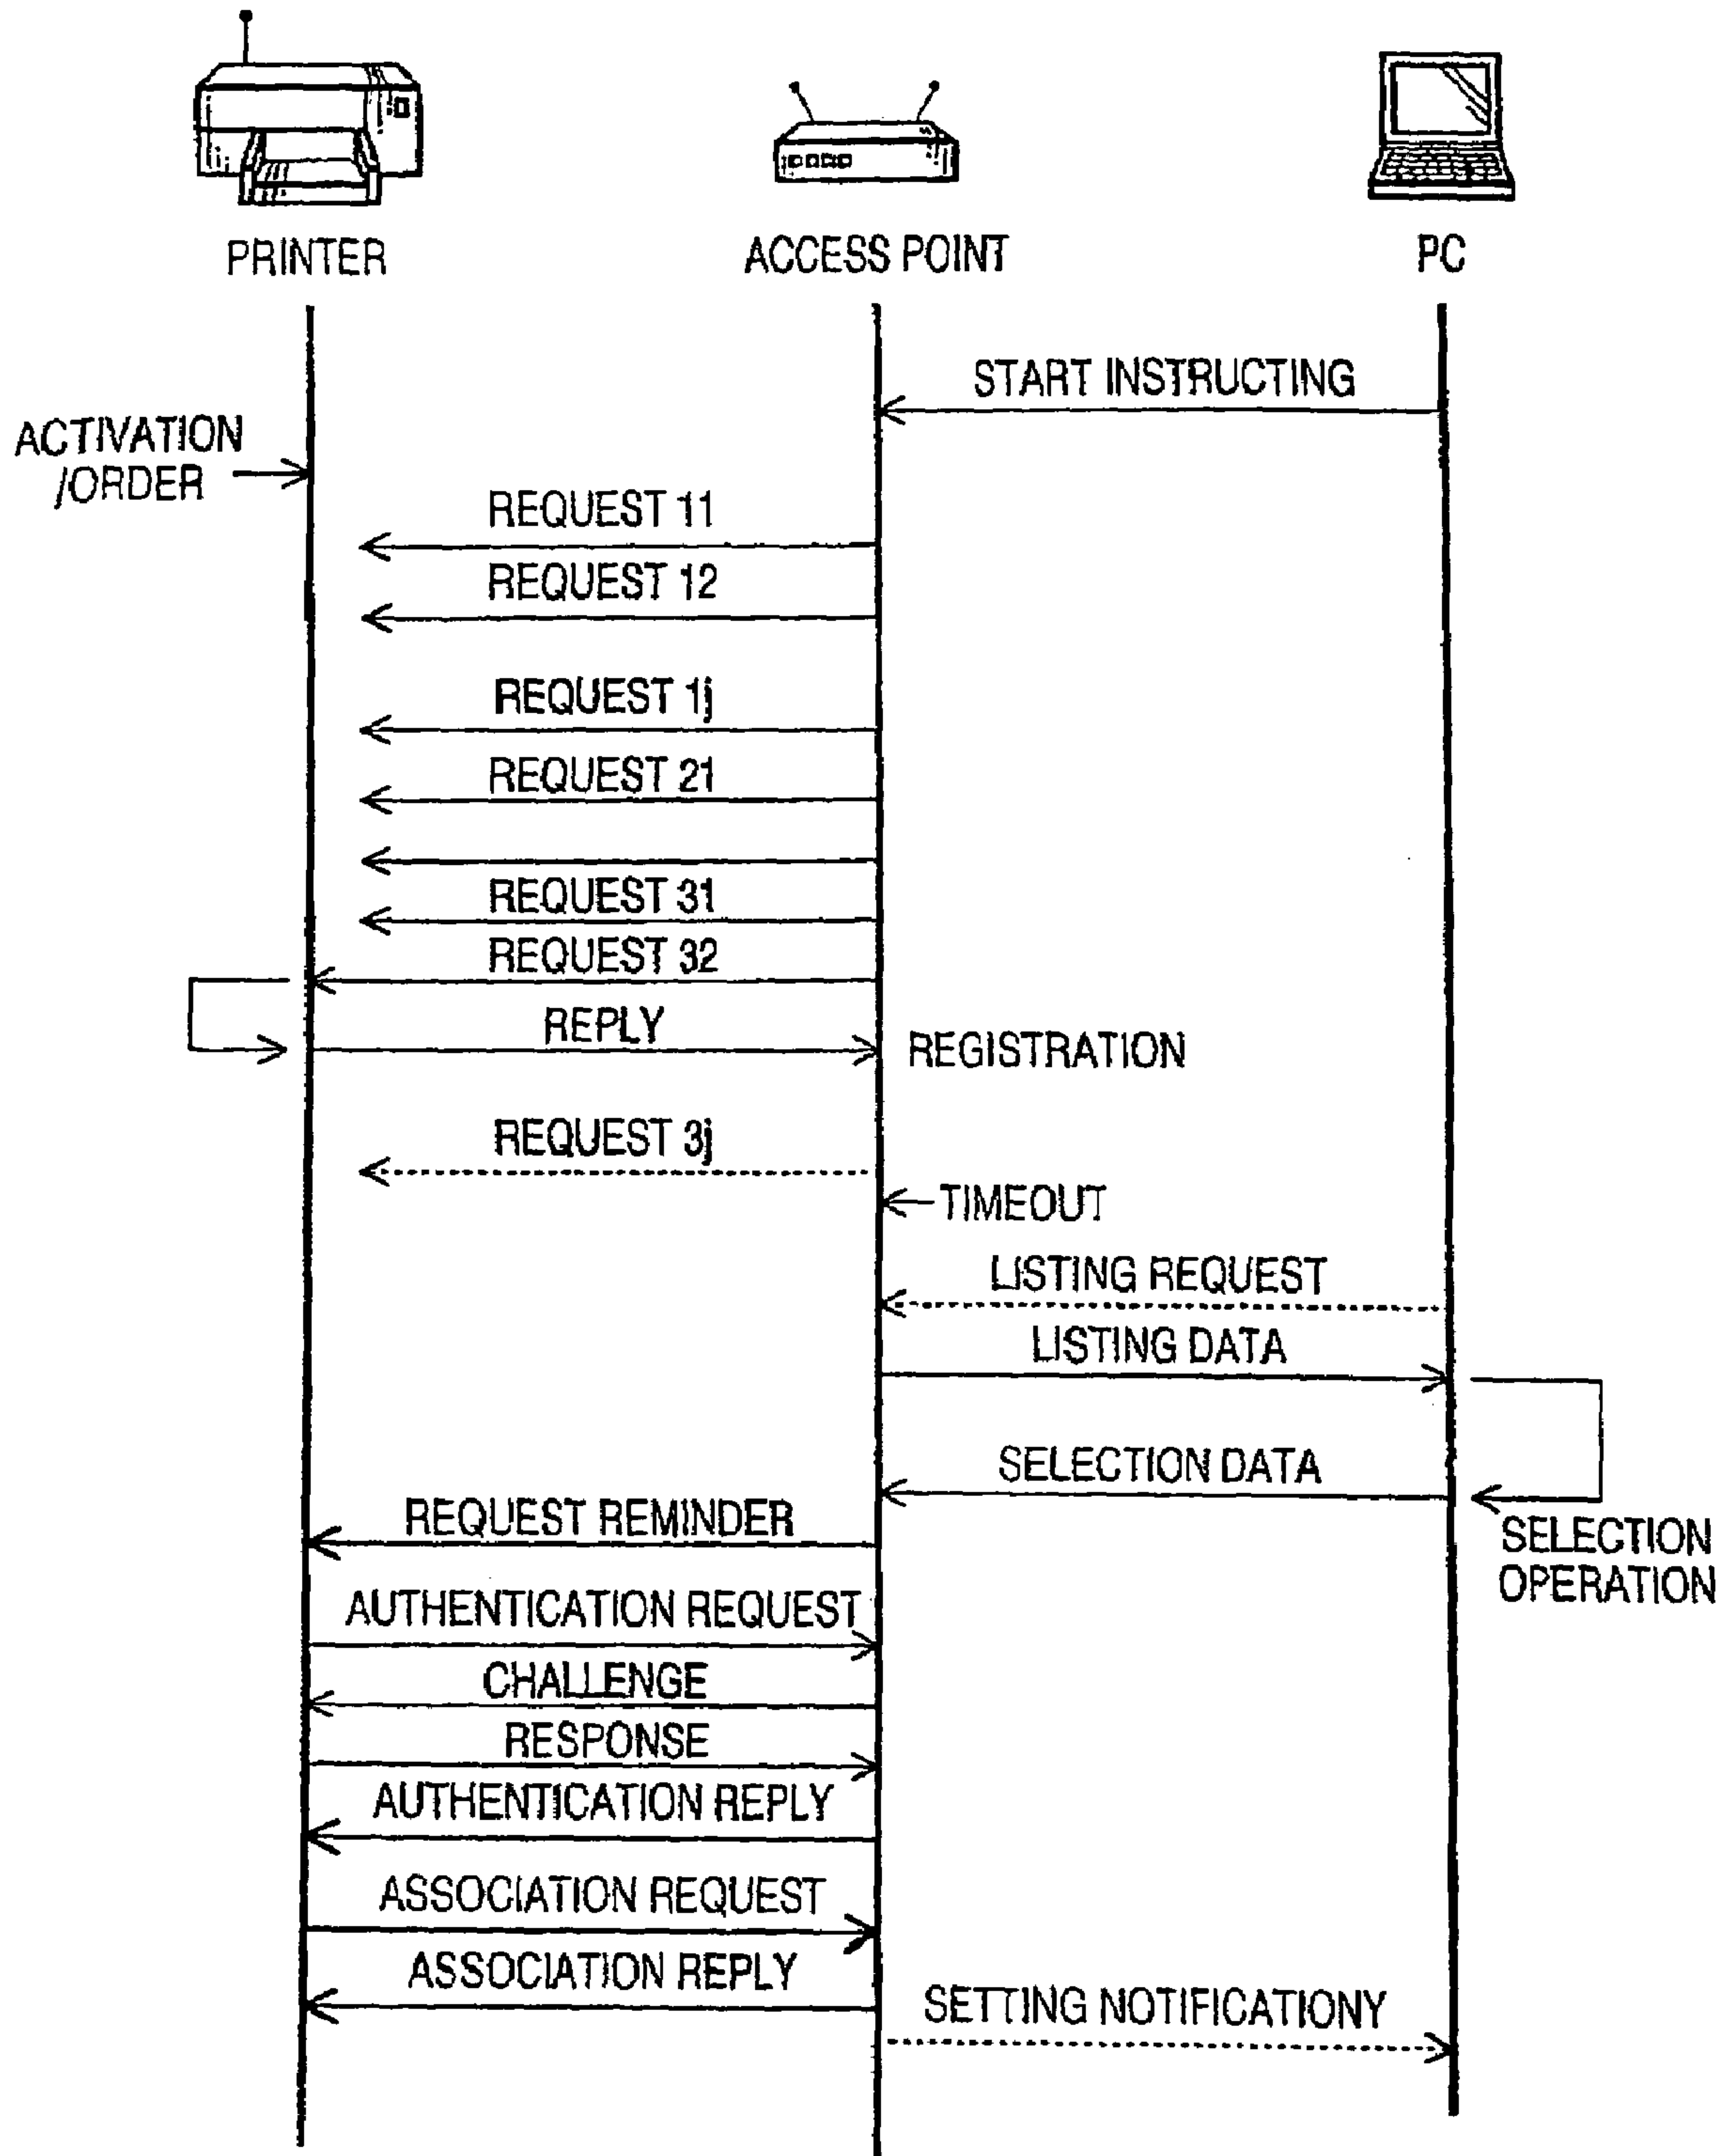 PRINTER
ACCESS POINT
PC
START INSTRUCTING
ACTIVATION
/ORDER
REQUEST 11
REQUEST 12
REQUEST 1j
REQUEST 21
REQUEST 31
REQUEST 32
REPLY
REGISTRATION
REQUEST 3j
TIMEOUT
LISTING REQUEST
LISTING DATA
SELECTION DATA
REQUEST REMINDER
SELECTION
OPERATION
AUTHENTICATION REQUEST
CHALLENGE
RESPONSE
AUTHENTICATION REPLY
ASSOCIATION REQUEST
ASSOCIATION REPLY
SETTING NOTIFICATIONY